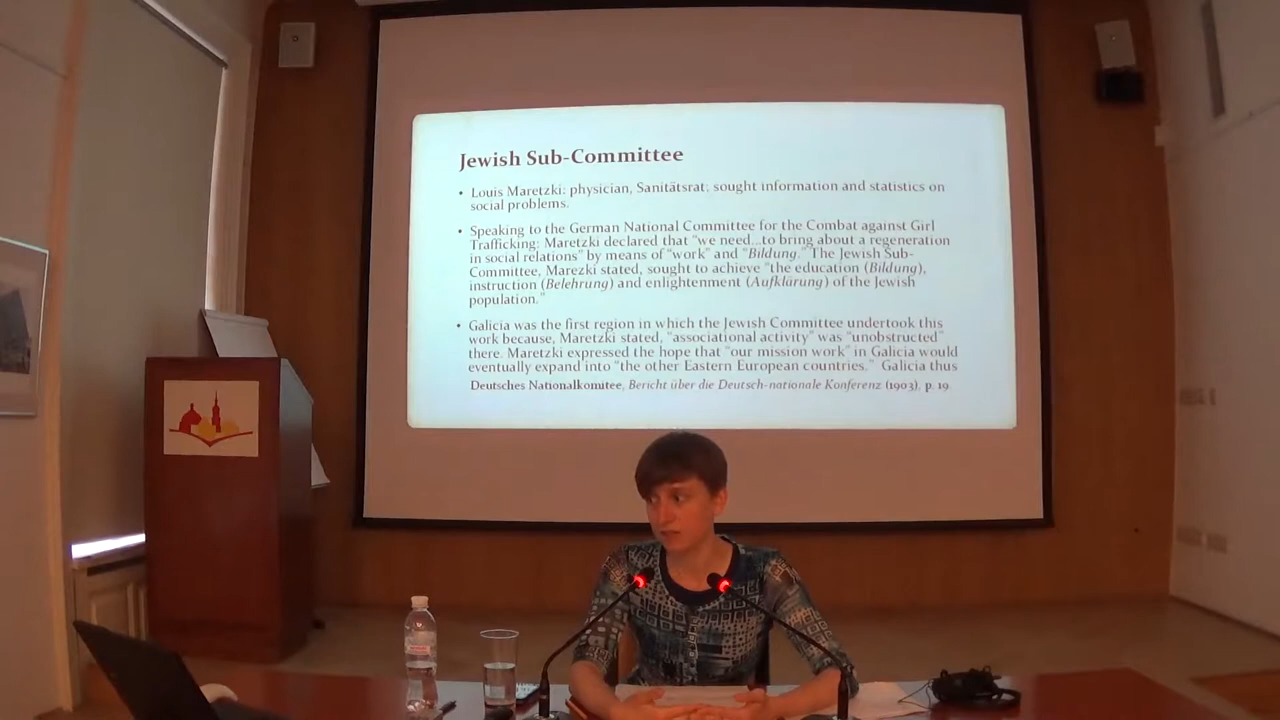 Jewish Sub-Committee
• Louis Maretzki: physician, Sanitätsrat; sought information and statistics on
social problems.
• Speaking to the German National Committee for the Combat against Girl
Trafficking: Maretzki declared that "we need...to bring about a regeneration
in social relations" by means of "work" and "Bildung." The Jewish Sub-
Committee, Marezki stated, sought to achieve "the education (Bildung),
instruction (Belehrung) and enlightenment (Aufklärung) of the Jewish
population."
• Galicia was the first region in which the Jewish Committee undertook this
work because, Maretzki stated, "associational activity" was "unobstructed"
there. Maretzki expressed the hope that "our mission work" in Galicia would
eventually expand into "the other Eastern European countries." Galicia thus
Deutsches Nationalkomitee, Bericht über die Deutsch-nationale Konferenz (1903), p. 19